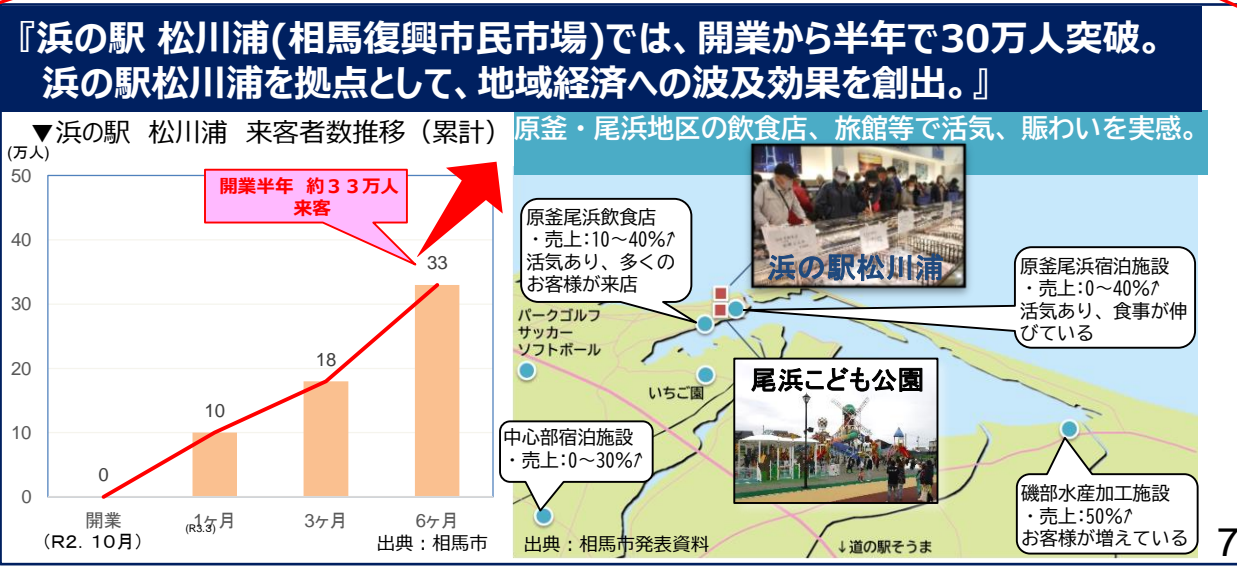 『浜の駅 松川浦(相馬復興市民市場)では、開業から半年で30万人突破。
浜の駅松川浦を拠点として、地域経済への波及効果を創出。』
▼浜の駅 松川浦 来客者数推移（累計）
(万人)
50
40
30
20
10
0
開業半年 約３３万人
来客
0
10
18
33
開業
(R2. 10月)
1ケ月
(R3.3)
3ケ月
6ケ月
出典：相馬市
原釜・尾浜地区の飲食店、旅館等で活気、賑わいを実感。
原釜尾浜飲食店
・売上:10～40%↗
活気あり、多くの
お客様が来店
浜の駅松川浦
原釜尾浜宿泊施設
・売上:0～40%↗
活気あり、食事が伸
びている
パークゴルフ
サッカー
ソフトボール
いちご園
尾浜こども公園
中心部宿泊施設
・売上:0～30%↗
磯部水産加工施設
・売上:50%↗
お客様が増えている
出典：相馬市発表資料
↓道の駅そうま
7